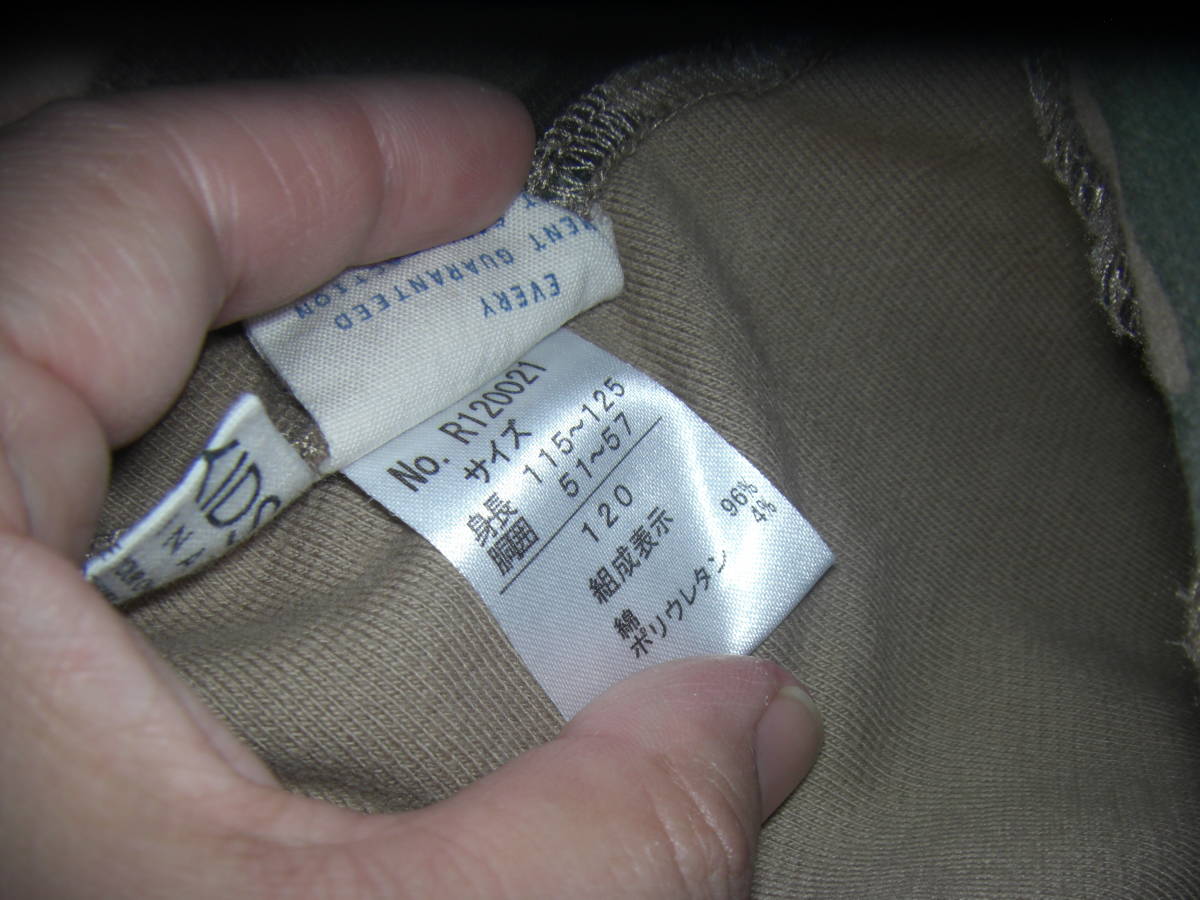 EVERY
MENT GUARANTEED
No. R120021
サイズ
身長 115~125
胴囲 51~57
120
組成表示
綿 96%
ポリウレタン 4%
KIDS